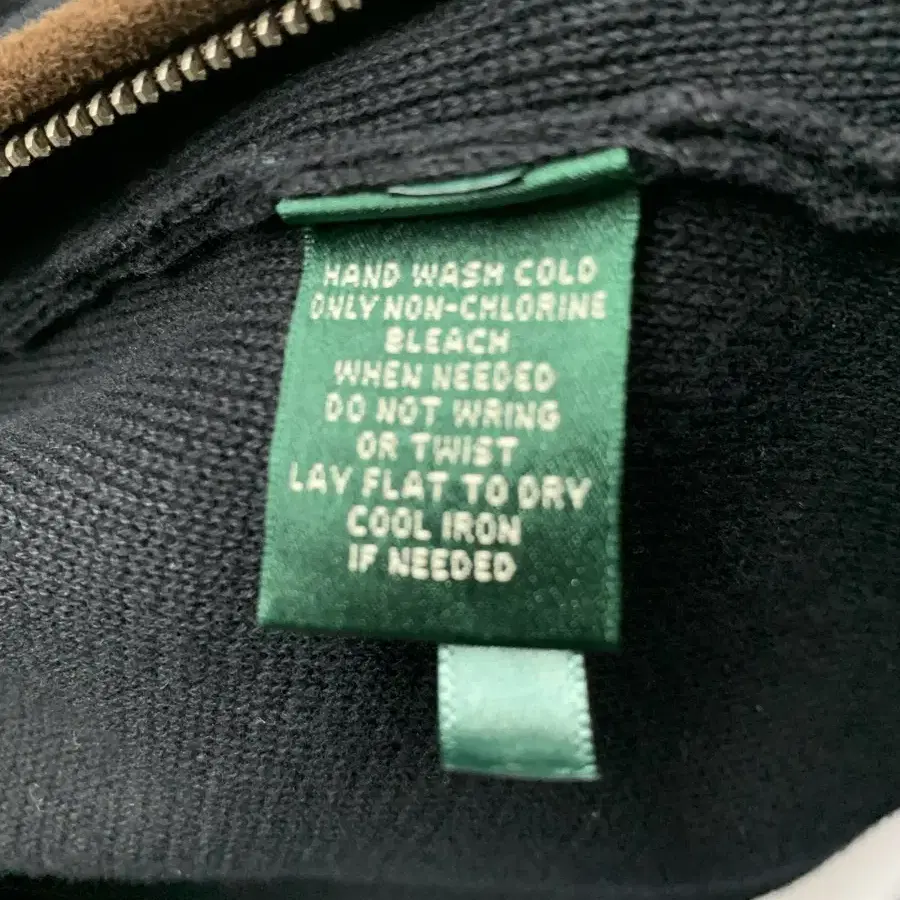 HAND WASH COLD
ONLY NON-CHLORINE
BLEACH
WHEN NEEDED
DO NOT WRING
OR TWIST
LAY FLAT TO DRY
COOL IRON
IF NEEDED